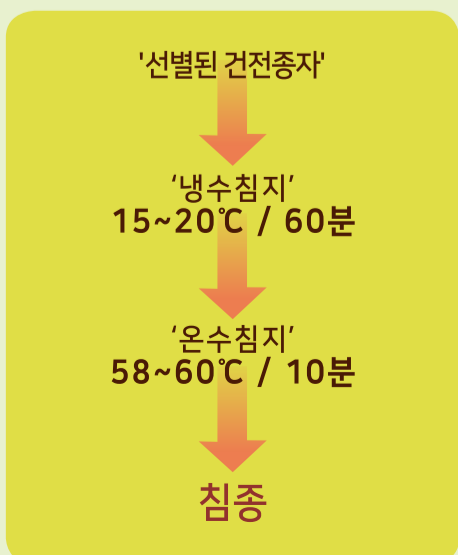 '선별된 건전종자'
‘냉수침지’
15~20℃ / 60분
‘온수침지’
58~60℃ / 10분
침종